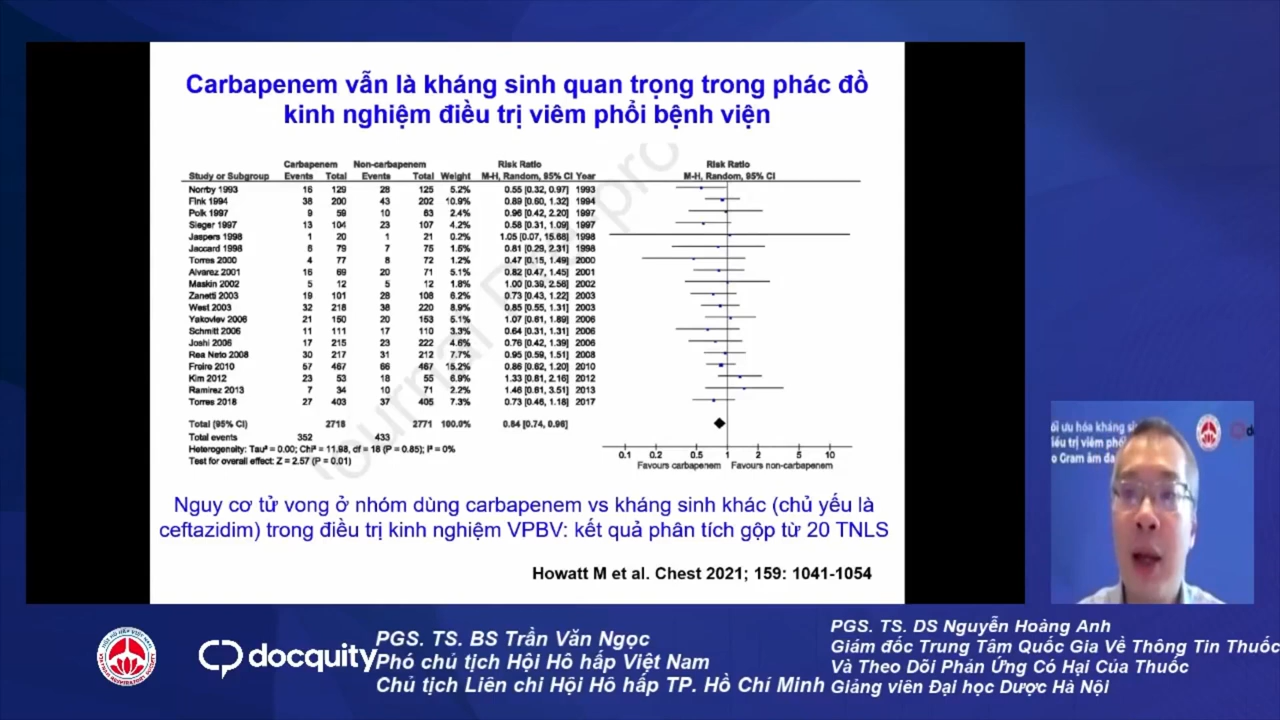 Carbapenem vẫn là kháng sinh quan trọng trong phác đồ
kinh nghiệm điều trị viêm phổi bệnh viện
Carbapenem Non-carbapenem Risk Ratio Risk Ratio
Study or Subgroup Events Total Events Total Weight M-H, Random, 95% CI Year M-H, Random, 95% CI
Norrby 1993 16 129 28 125 5.2% 0.55 [0.32, 0.97] 1993
Fink 1994 38 200 43 202 10.9% 0.89 [0.60, 1.32] 1994
Polk 1997 9 59 10 63 2.4% 0.96 [0.42, 2.20] 1997
Sieger 1997 13 104 23 107 4.2% 0.58 [0.31, 1.09] 1997
Jaspers 1998 1 20 1 21 0.2% 1.05 [0.07, 15.68] 1998
Jaccard 1998 6 79 7 75 1.5% 0.81 [0.29, 2.31] 1998
Torres 2000 4 77 8 72 1.2% 0.47 [0.15, 1.49] 2000
Alvarez 2001 16 69 20 71 5.1% 0.82 [0.47, 1.45] 2001
Maskin 2002 5 12 5 12 1.8% 1.00 [0.39, 2.58] 2002
Zanetti 2003 19 101 28 108 6.2% 0.73 [0.43, 1.22] 2003
West 2003 32 218 38 220 8.9% 0.85 [0.55, 1.31] 2003
Yakovlev 2006 21 150 20 153 5.3% 1.07 [0.61, 1.89] 2006
Schmitt 2006 11 111 17 110 3.3% 0.64 [0.31, 1.31] 2006
Joshi 2006 17 215 23 222 4.6% 0.76 [0.42, 1.39] 2006
Rea Neto 2008 30 217 31 212 7.7% 0.95 [0.59, 1.51] 2008
Freire 2010 57 467 66 467 15.2% 0.86 [0.62, 1.20] 2010
Kim 2012 23 53 18 55 6.9% 1.33 [0.81, 2.16] 2012
Ramirez 2013 7 34 10 71 2.2% 1.46 [0.61, 3.51] 2013
Torres 2018 27 403 37 405 7.3% 0.73 [0.46, 1.18] 2017
Total (95% CI) 2718 2771 100.0% 0.84 [0.74, 0.96]
Total events 352 433
Heterogeneity: Tau² = 0.00; Chi² = 11.98, df = 18 (P = 0.85); I² = 0%
Test for overall effect: Z = 2.57 (P = 0.01)
0.1 0.2 0.5 1 2 5 10
Favours carbapenem Favours non-carbapenem
Nguy cơ tử vong ở nhóm dùng carbapenem vs kháng sinh khác (chủ yếu là
ceftazidim) trong điều trị kinh nghiệm VPBV: kết quả phân tích gộp từ 20 TNLS
Howatt M et al. Chest 2021; 159: 1041-1054
ối ưu hóa kháng si
iều trị viêm phổi
o Gram âm đa
docquity
PGS. TS. BS Trần Văn Ngọc
Phó chủ tịch Hội Hô hấp Việt Nam
Chủ tịch Liên chi Hội Hô hấp TP. Hồ Chí Minh
PGS. TS. DS Nguyễn Hoàng Anh
Giám đốc Trung Tâm Quốc Gia Về Thông Tin Thuốc
Và Theo Dõi Phản Ứng Có Hại Của Thuốc
Giảng viên Đại học Dược Hà Nội